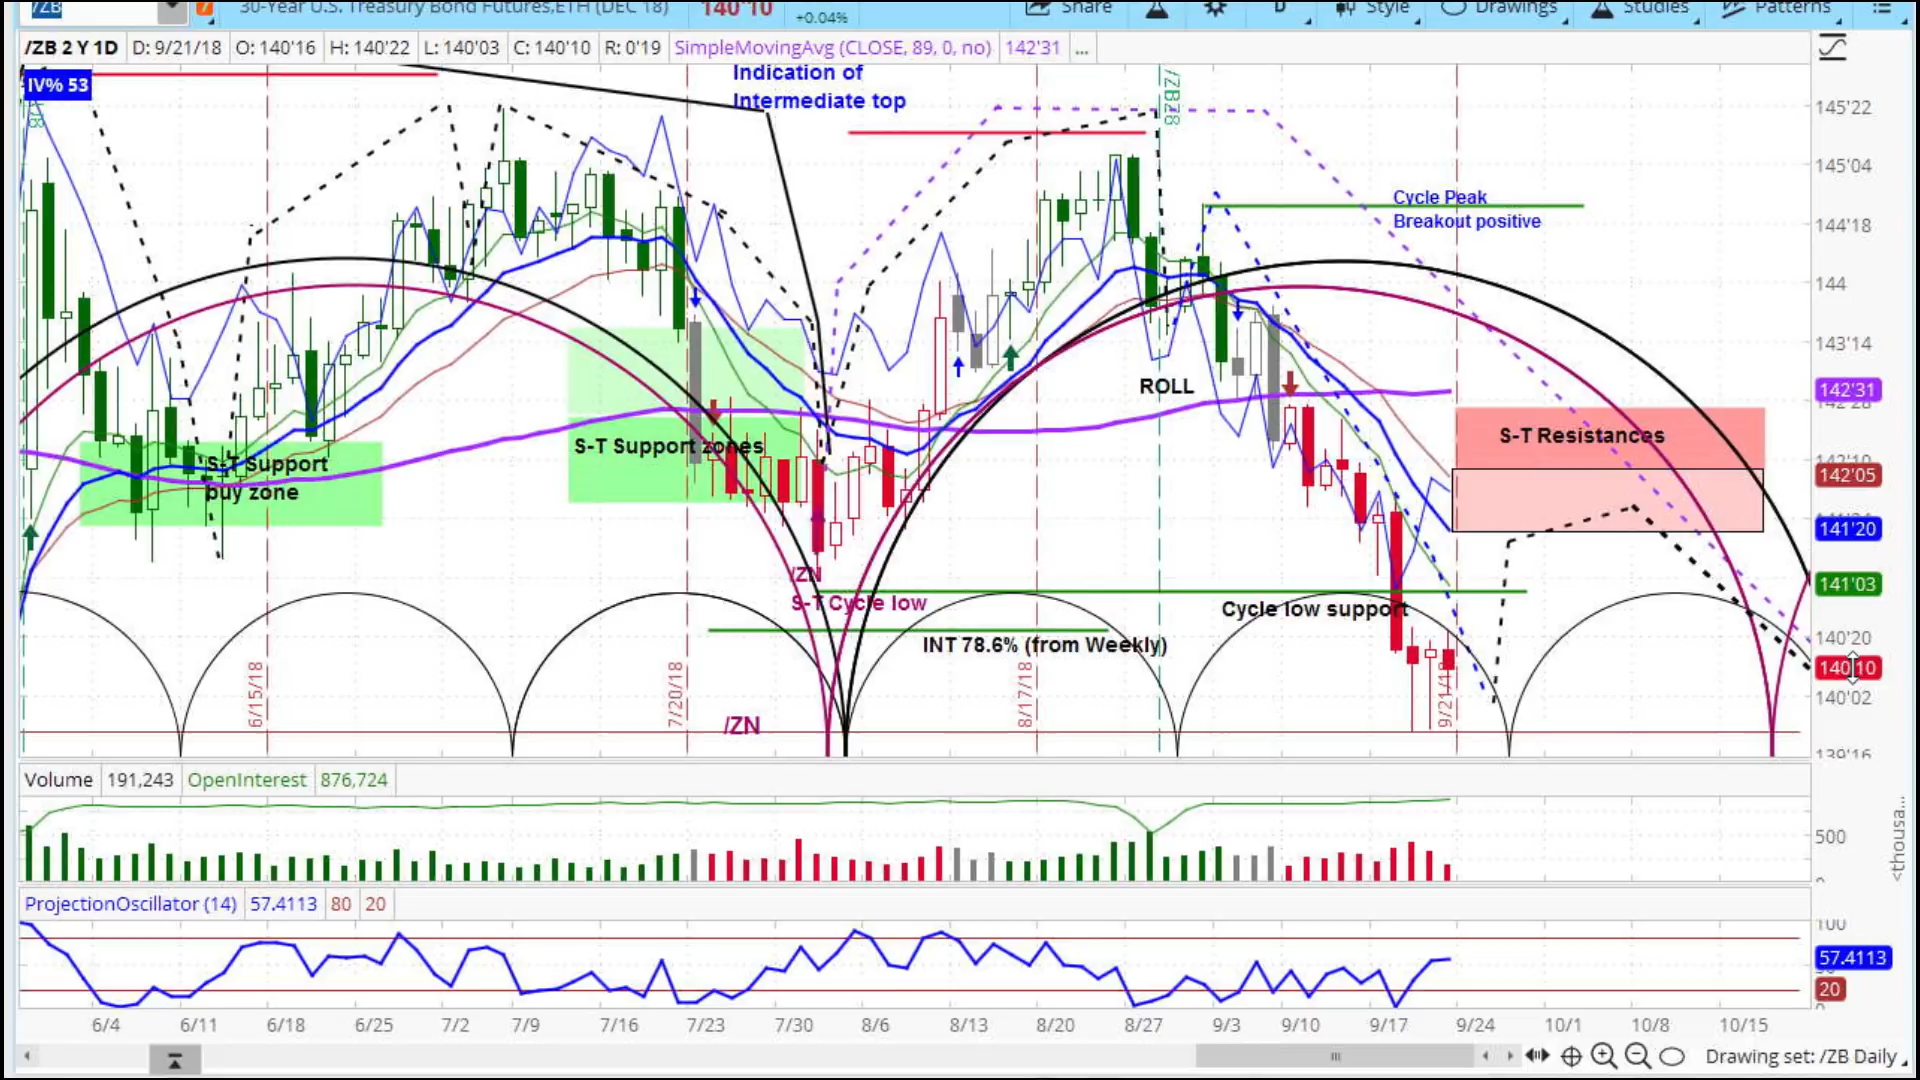 /ZB
30-Year U.S. Treasury Bond Futures,ETH (DEC 18)
140'10
+0.04%
Share
D
Style
Drawings
Studies
Patterns
/ZB 2 Y 1D
D: 9/21/18
O: 140'16
H: 140'22
L: 140'03
C: 140'10
R: 0'19
SimpleMovingAvg (CLOSE, 89, 0, no)
142'31
...
IV% 53
Indication of
Intermediate top
/ZBZ8
Cycle Peak
Breakout positive
ROLL
S-T Support
buy zone
S-T Support zones
S-T Resistances
/ZN
S-T Cycle low
Cycle low support
INT 78.6% (from Weekly)
/ZN
6/15/18
7/20/18
8/17/18
9/21/18
145'22
145'04
144'18
144
143'14
142'31
142'28
142'10
142'05
141'20
141'03
140'20
140'10
140'02
139'16
Volume
191,243
OpenInterest
876,724
500
<thousa...
ProjectionOscillator (14)
57.4113
80
20
100
57.4113
20
6/4
6/11
6/18
6/25
7/2
7/9
7/16
7/23
7/30
8/6
8/13
8/20
8/27
9/3
9/10
9/17
9/24
10/1
10/8
10/15
Drawing set: /ZB Daily